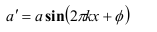 a′ = a sin(2πkx + ϕ)